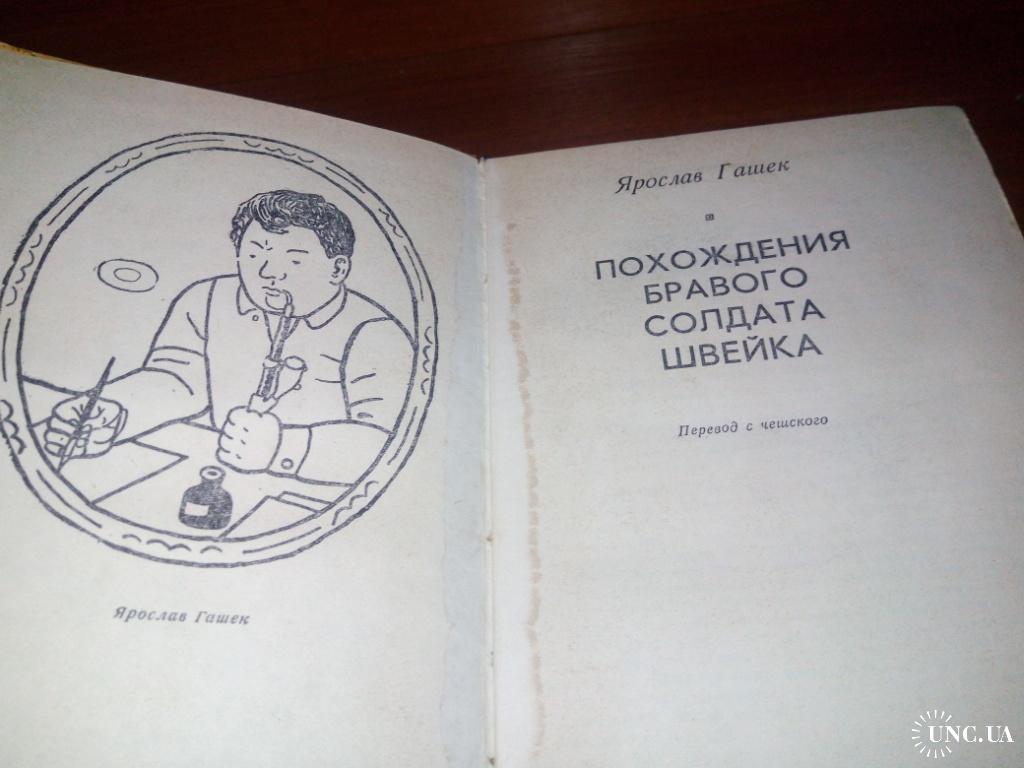 Ярослав Гашек
Ярослав Гашек
ПОХОЖДЕНИЯ
БРАВОГО
СОЛДАТА
ШВЕЙКА
Перевод с чешского
UNC.UA